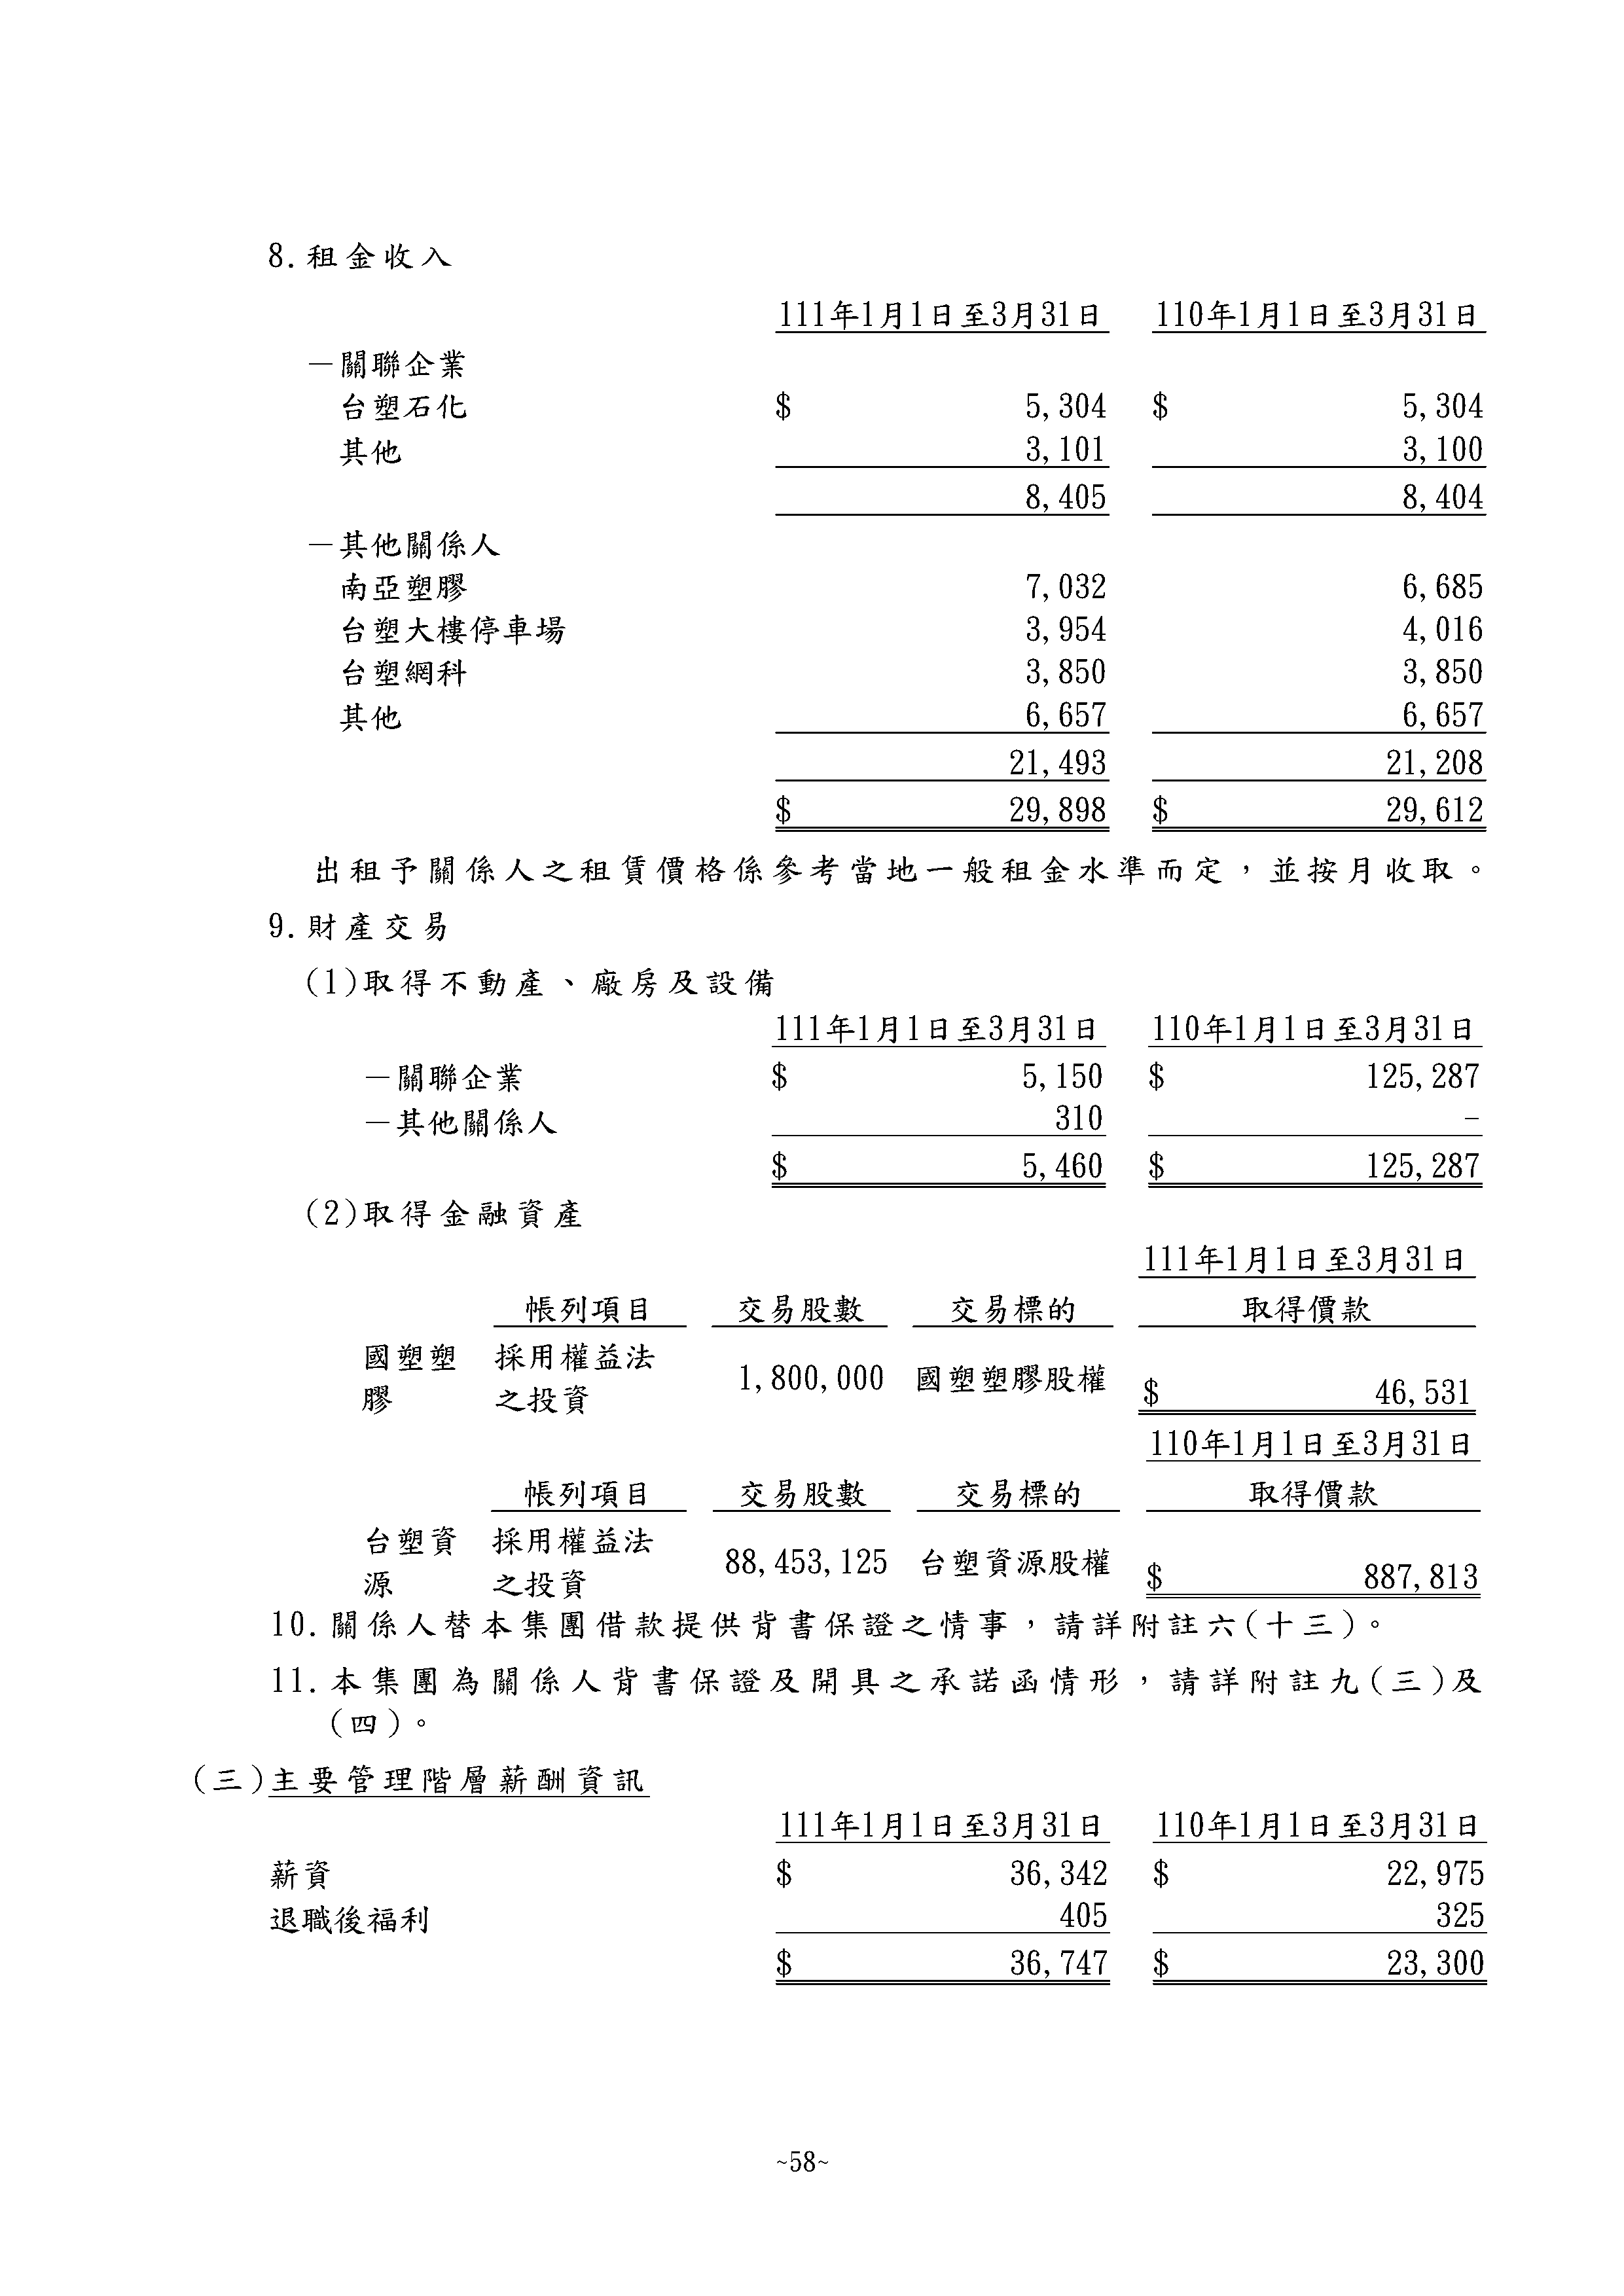 8.租金收入
111年1月1日至3月31日 110年1月1日至3月31日
－關聯企業
台塑石化 $ 5,304 $ 5,304
其他 3,101 3,100
8,405 8,404
－其他關係人
南亞塑膠 7,032 6,685
台塑大樓停車場 3,954 4,016
台塑網科 3,850 3,850
其他 6,657 6,657
21,493 21,208
$ 29,898 $ 29,612
出租予關係人之租賃價格係參考當地一般租金水準而定，並按月收取。
9.財產交易
(1)取得不動產、廠房及設備
111年1月1日至3月31日 110年1月1日至3月31日
－關聯企業 $ 5,150 $ 125,287
－其他關係人 310 －
$ 5,460 $ 125,287
(2)取得金融資產
111年1月1日至3月31日
帳列項目 交易股數 交易標的 取得價款
國塑塑 採用權益法
1,800,000 國塑塑膠股權 $ 46,531
膠 之投資
110年1月1日至3月31日
帳列項目 交易股數 交易標的 取得價款
台塑資 採用權益法
88,453,125 台塑資源股權 $ 887,813
源 之投資
10.關係人替本集團借款提供背書保證之情事，請詳附註六(十三)。
11.本集團為關係人背書保證及開具之承諾函情形，請詳附註九(三)及
(四)。
(三)主要管理階層薪酬資訊
111年1月1日至3月31日 110年1月1日至3月31日
薪資 $ 36,342 $ 22,975
退職後福利 405 325
$ 36,747 $ 23,300
~58~